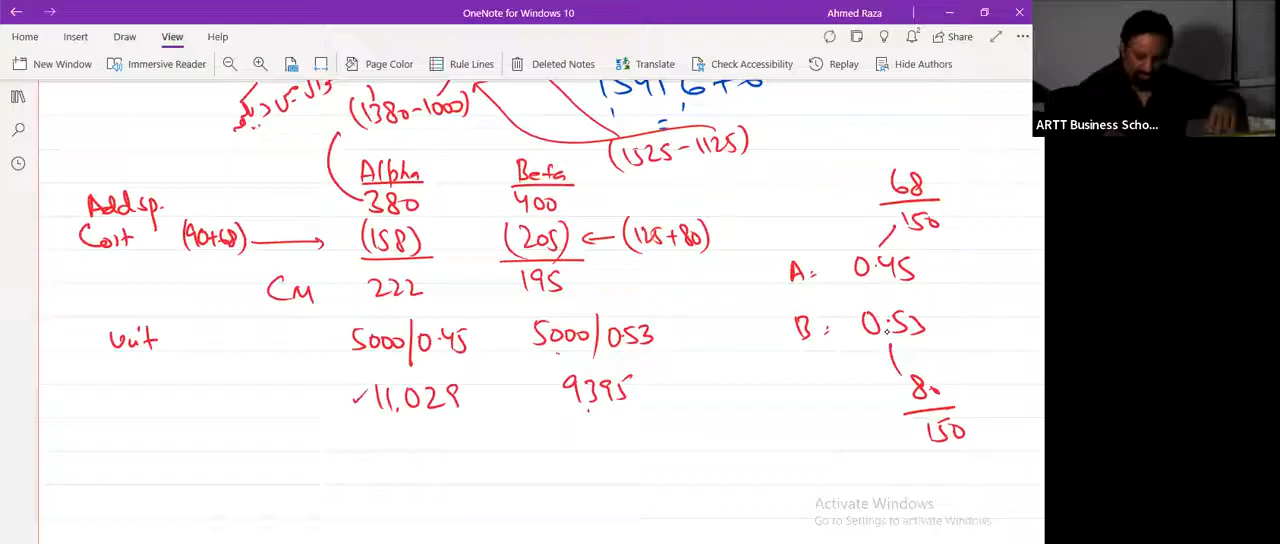 OneNote for Windows 10
Ahmed Raza
Home Insert Draw View Help
Share
New Window Immersive Reader Page Color Rule Lines Deleted Notes Translate Check Accessibility Replay Hide Authors
ARTT Business Scho...
(1380-1000)
(1525-1125)
Alpha Beta
380 400
Add sp.
Cost (90+68) (158) (205) (125+80)
CM 222 195
Unit 5000/0.45 5000/0.53
11,029 9395
68
150
A: 0.45
B: 0.53
80
150
Activate Windows
Go to Settings to activate Windows